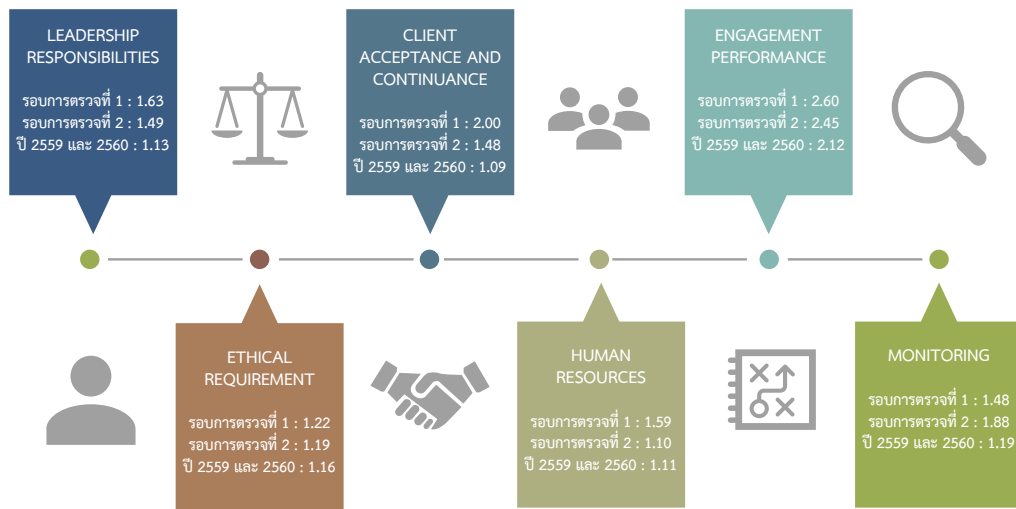 LEADERSHIP
RESPONSIBILITIES
รอบการตรวจที่ 1 : 1.63
รอบการตรวจที่ 2 : 1.49
ปี 2559 และ 2560 : 1.13
CLIENT
ACCEPTANCE AND
CONTINUANCE
รอบการตรวจที่ 1 : 2.00
รอบการตรวจที่ 2 : 1.48
ปี 2559 และ 2560 : 1.09
ENGAGEMENT
PERFORMANCE
รอบการตรวจที่ 1 : 2.60
รอบการตรวจที่ 2 : 2.45
ปี 2559 และ 2560 : 2.12
ETHICAL
REQUIREMENT
รอบการตรวจที่ 1 : 1.22
รอบการตรวจที่ 2 : 1.19
ปี 2559 และ 2560 : 1.16
HUMAN
RESOURCES
รอบการตรวจที่ 1 : 1.59
รอบการตรวจที่ 2 : 1.10
ปี 2559 และ 2560 : 1.11
MONITORING
รอบการตรวจที่ 1 : 1.48
รอบการตรวจที่ 2 : 1.88
ปี 2559 และ 2560 : 1.19